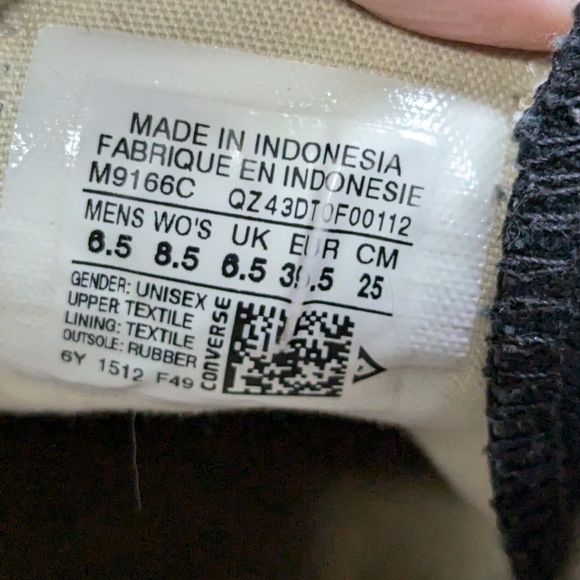 MADE IN INDONESIA
FABRIQUE EN INDONESIE
M9166C QZ43DT0F00112
MENS WO'S UK EUR CM
6.5 8.5 6.5 39.5 25
GENDER: UNISEX
UPPER: TEXTILE
LINING: TEXTILE
OUTSOLE: RUBBER
6Y 1512 F49
CONVERSE